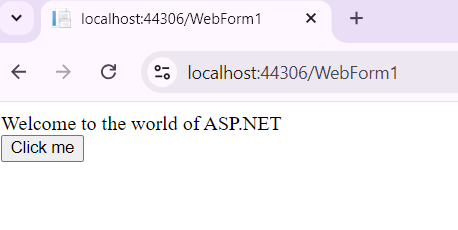 localhost:44306/WebForm1
localhost:44306/WebForm1
Welcome to the world of ASP.NET
Click me